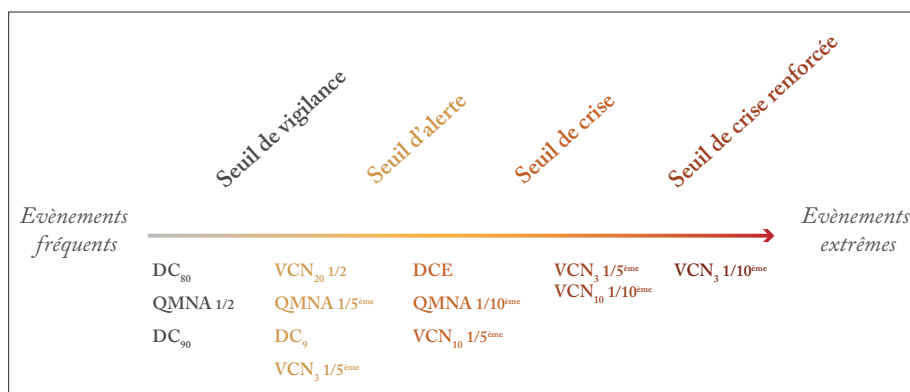 Seuil de vigilance
Seuil d'alerte
Seuil de crise
Seuil de crise renforcée
Evènements
fréquents
Evènements
extrêmes
DC₈₀
QMNA 1/2
DC₉₀
VCN₂₀ 1/2
QMNA 1/5ème
DC₉
VCN₃ 1/5ème
DCE
QMNA 1/10ème
VCN₁₀ 1/5ème
VCN₃ 1/5ème
VCN₁₀ 1/10ème
VCN₃ 1/10ème